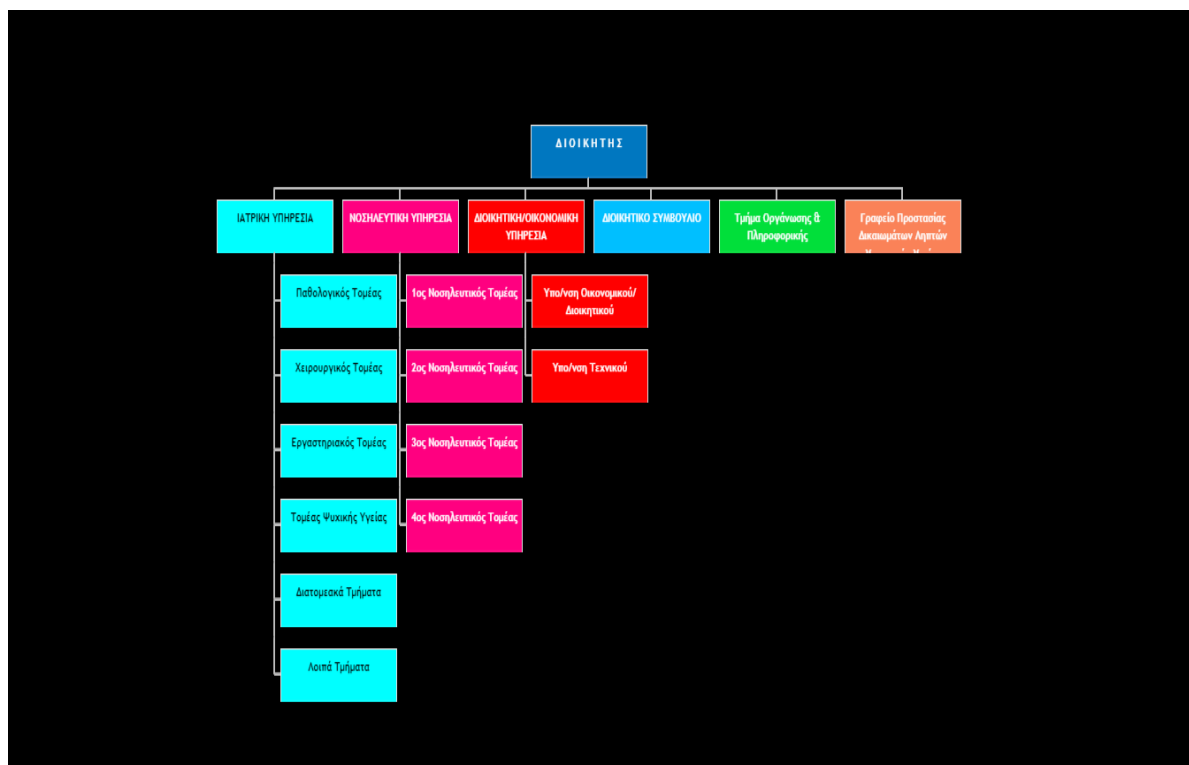 ΔΙΟΙΚΗΤΗΣ
ΙΑΤΡΙΚΗ ΥΠΗΡΕΣΙΑ
ΝΟΣΗΛΕΥΤΙΚΗ ΥΠΗΡΕΣΙΑ
ΔΙΟΙΚΗΤΙΚΗ/ΟΙΚΟΝΟΜΙΚΗ
ΥΠΗΡΕΣΙΑ
ΔΙΟΙΚΗΤΙΚΟ ΣΥΜΒΟΥΛΙΟ
Τμήμα Οργάνωσης &
Πληροφορικής
Γραφείο Προστασίας
Δικαιωμάτων Ληπτών
Παθολογικός Τομέας
Χειρουργικός Τομέας
Εργαστηριακός Τομέας
Τομέας Ψυχικής Υγείας
Διατομεακά Τμήματα
Λοιπά Τμήματα
1ος Νοσηλευτικός Τομέας
2ος Νοσηλευτικός Τομέας
3ος Νοσηλευτικός Τομέας
4ος Νοσηλευτικός Τομέας
Υπο/νση Οικονομικού/
Διοικητικού
Υπο/νση Τεχνικού